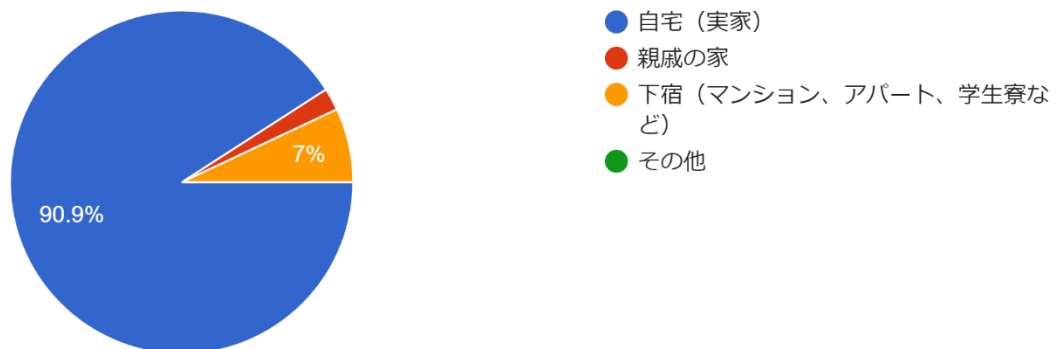 自宅（実家）
親戚の家
下宿（マンション、アパート、学生寮な
ど）
その他
7%
90.9%